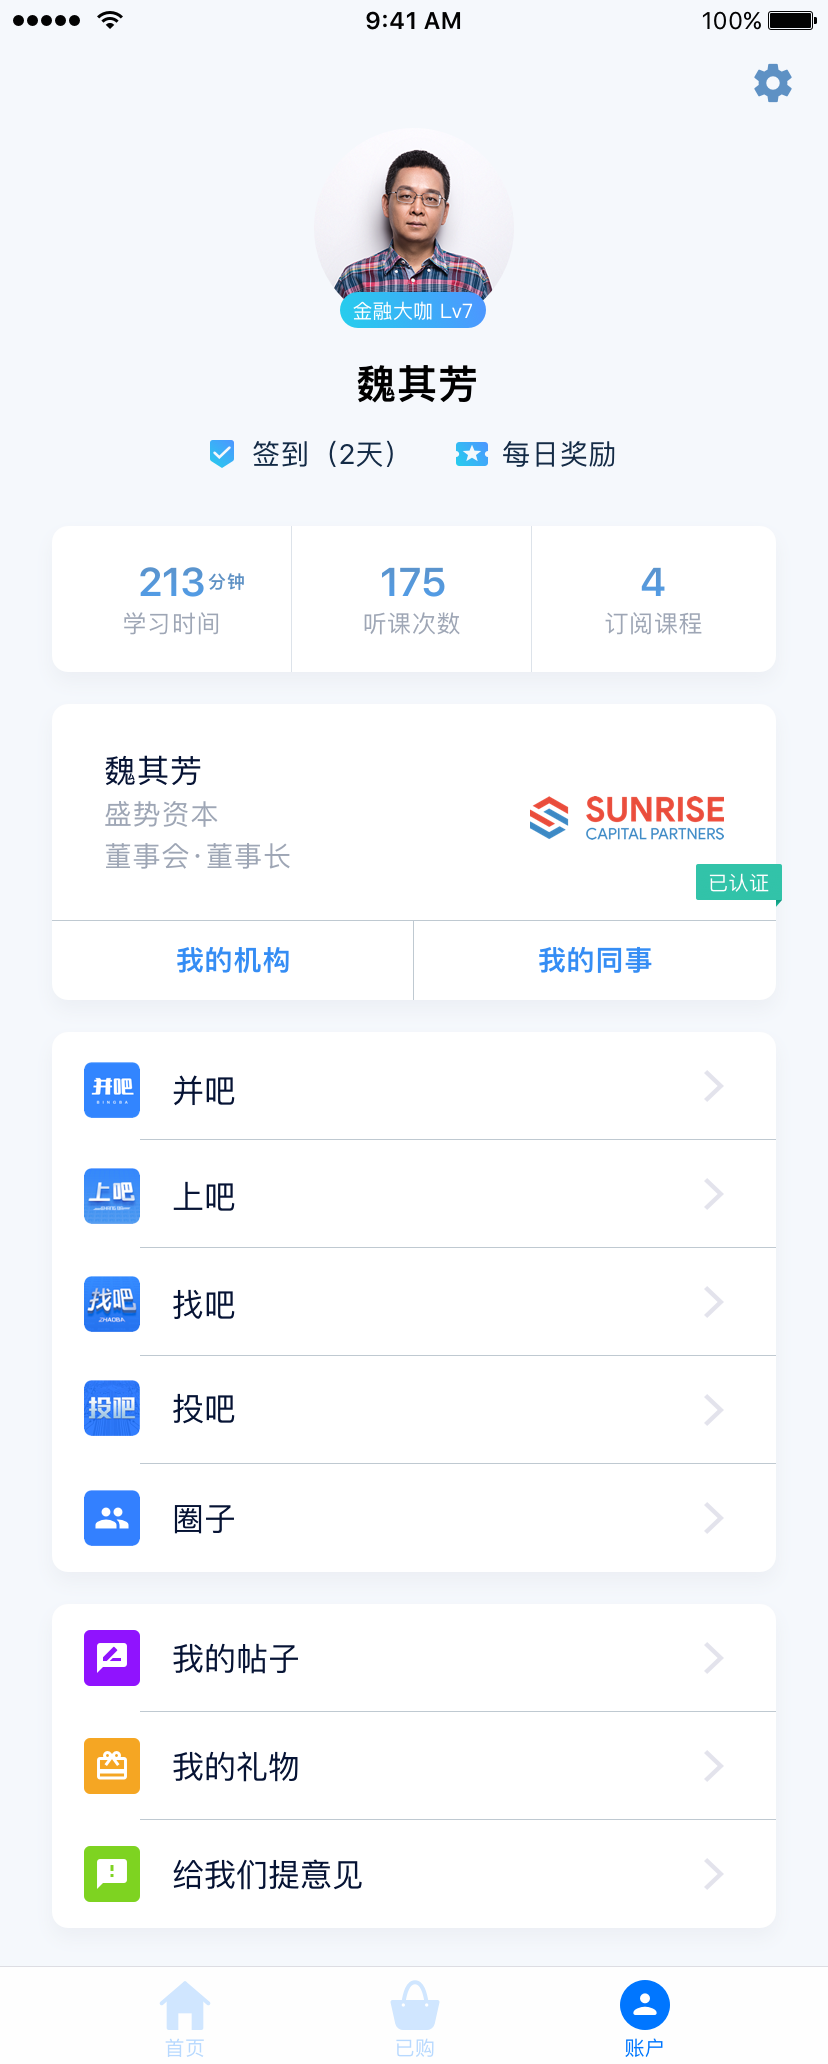 9:41 AM
100%
金融大咖 Lv7
魏其芳
签到（2天）
每日奖励
213分钟
学习时间
175
听课次数
4
订阅课程
魏其芳
盛势资本
董事会·董事长
SUNRISE
CAPITAL PARTNERS
已认证
我的机构
我的同事
并吧
BINGBA
并吧
上吧
上吧
找吧
ZHAOBA
找吧
投吧
投吧
圈子
我的帖子
我的礼物
给我们提意见
首页
已购
账户